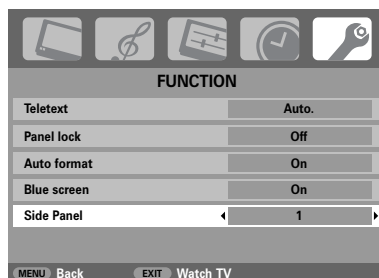 FUNCTION
Teletext Auto.
Panel lock Off
Auto format On
Blue screen On
Side Panel 1
MENU Back EXIT Watch TV